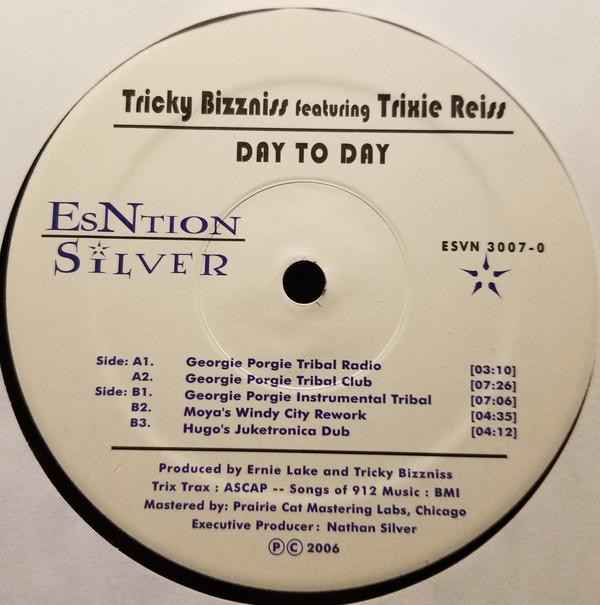 Tricky Bizzniss featuring Trixie Reiss
DAY TO DAY
EsNtion
Silver
ESVN 3007-0
Side: A1. Georgie Porgie Tribal Radio [03:10]
A2. Georgie Porgie Tribal Club [07:26]
Side: B1. Georgie Porgie Instrumental Tribal [07:06]
B2. Moya's Windy City Rework [04:35]
B3. Hugo's Juketronica Dub [04:12]
Produced by Ernie Lake and Tricky Bizzniss
Trix Trax : ASCAP -- Songs of 912 Music : BMI
Mastered by: Prairie Cat Mastering Labs, Chicago
Executive Producer: Nathan Silver
Ⓟ Ⓒ 2006